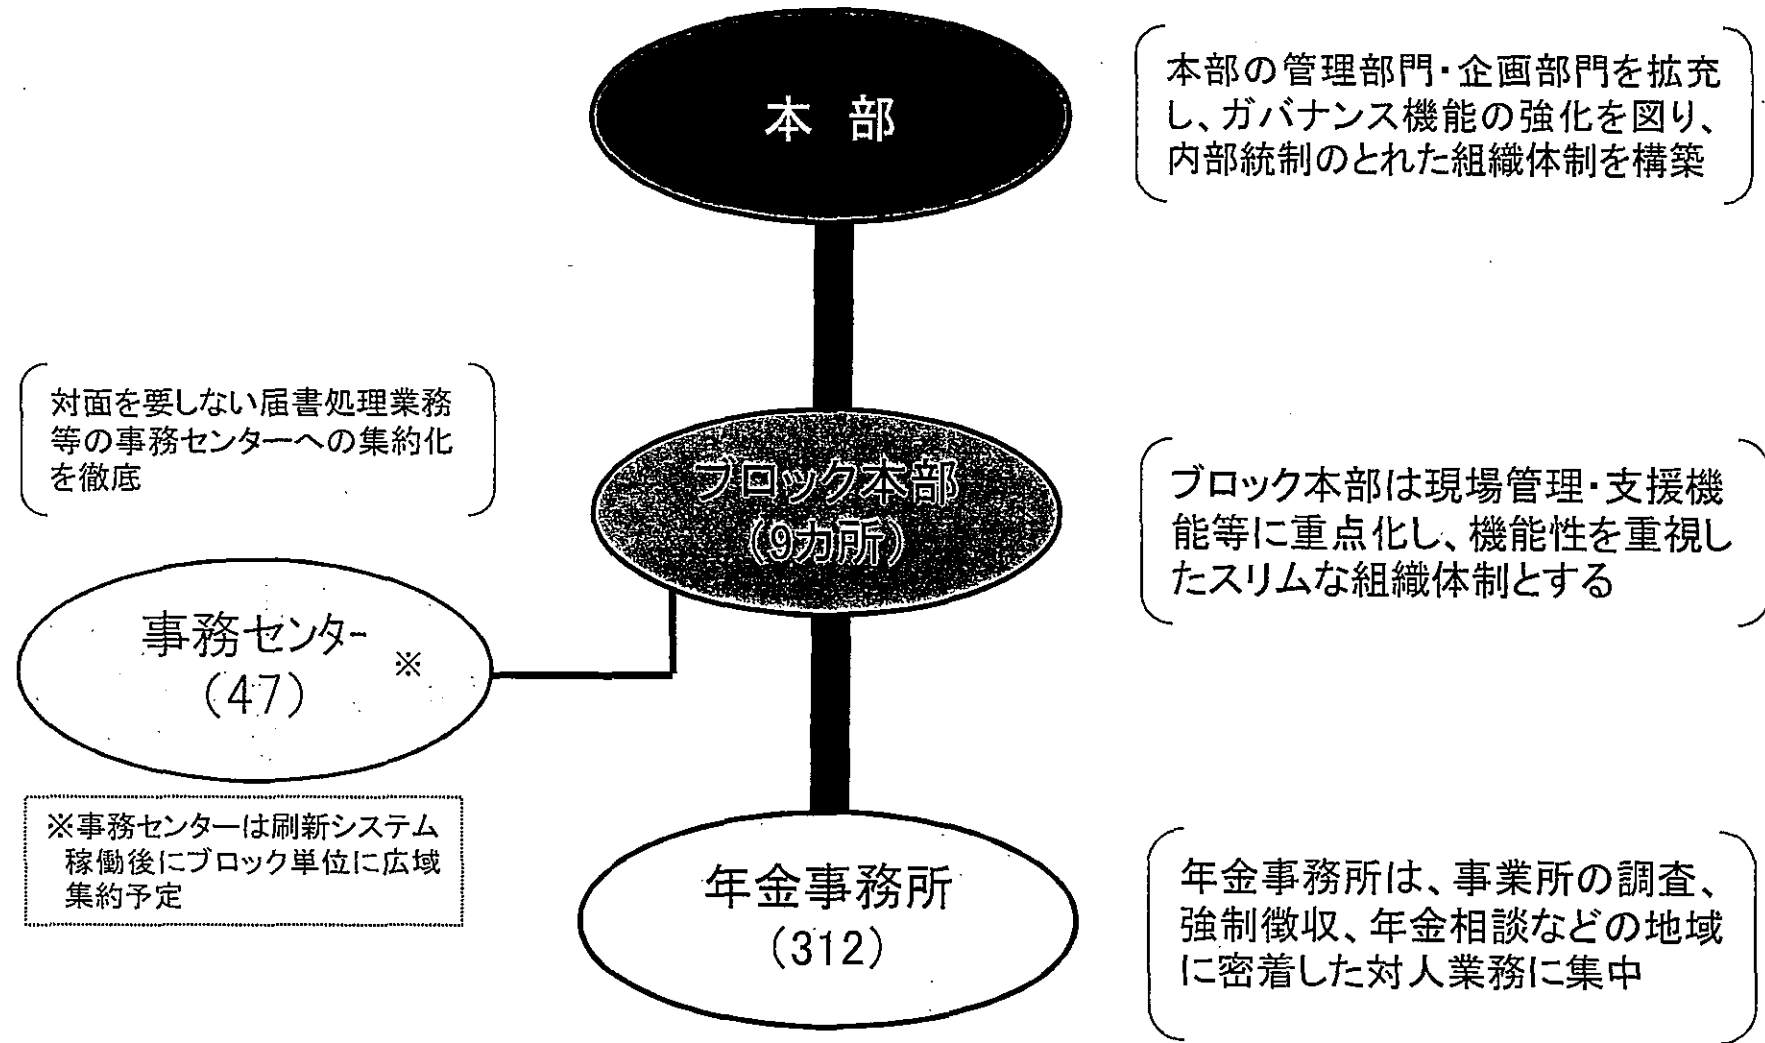 本 部
本部の管理部門・企画部門を拡充
し、ガバナンス機能の強化を図り、
内部統制のとれた組織体制を構築
対面を要しない届書処理業務
等の事務センターへの集約化
を徹底
ブロック本部
(9カ所)
ブロック本部は現場管理・支援機
能等に重点化し、機能性を重視し
たスリムな組織体制とする
事務センター
(47)
※
※事務センターは刷新システム
稼働後にブロック単位に広域
集約予定
年金事務所
(312)
年金事務所は、事業所の調査、
強制徴収、年金相談などの地域
に密着した対人業務に集中